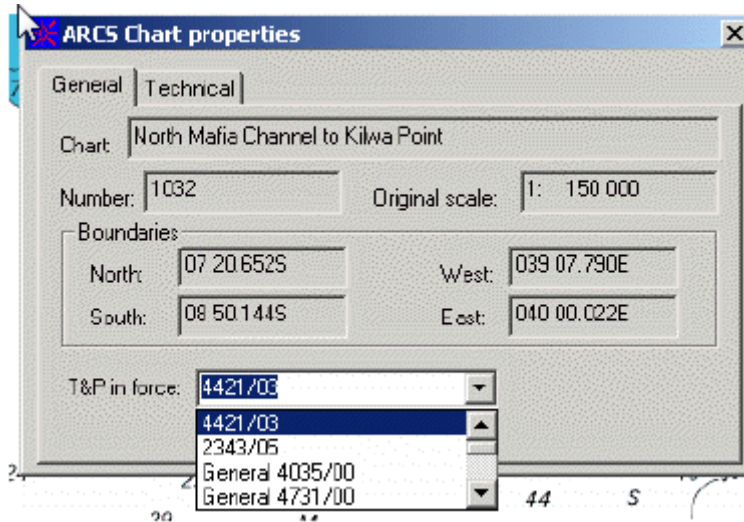 ARCS Chart properties
General Technical
Chart: North Mafia Channel to Kilwa Point
Number: 1032 Original scale: 1: 150 000
Boundaries
North: 07 20.652S West: 039 07.790E
South: 08 50.144S East: 040 00.022E
T&P in force: 4421/03
4421/03
2343/05
General 4035/00
General 4731/00
44 S